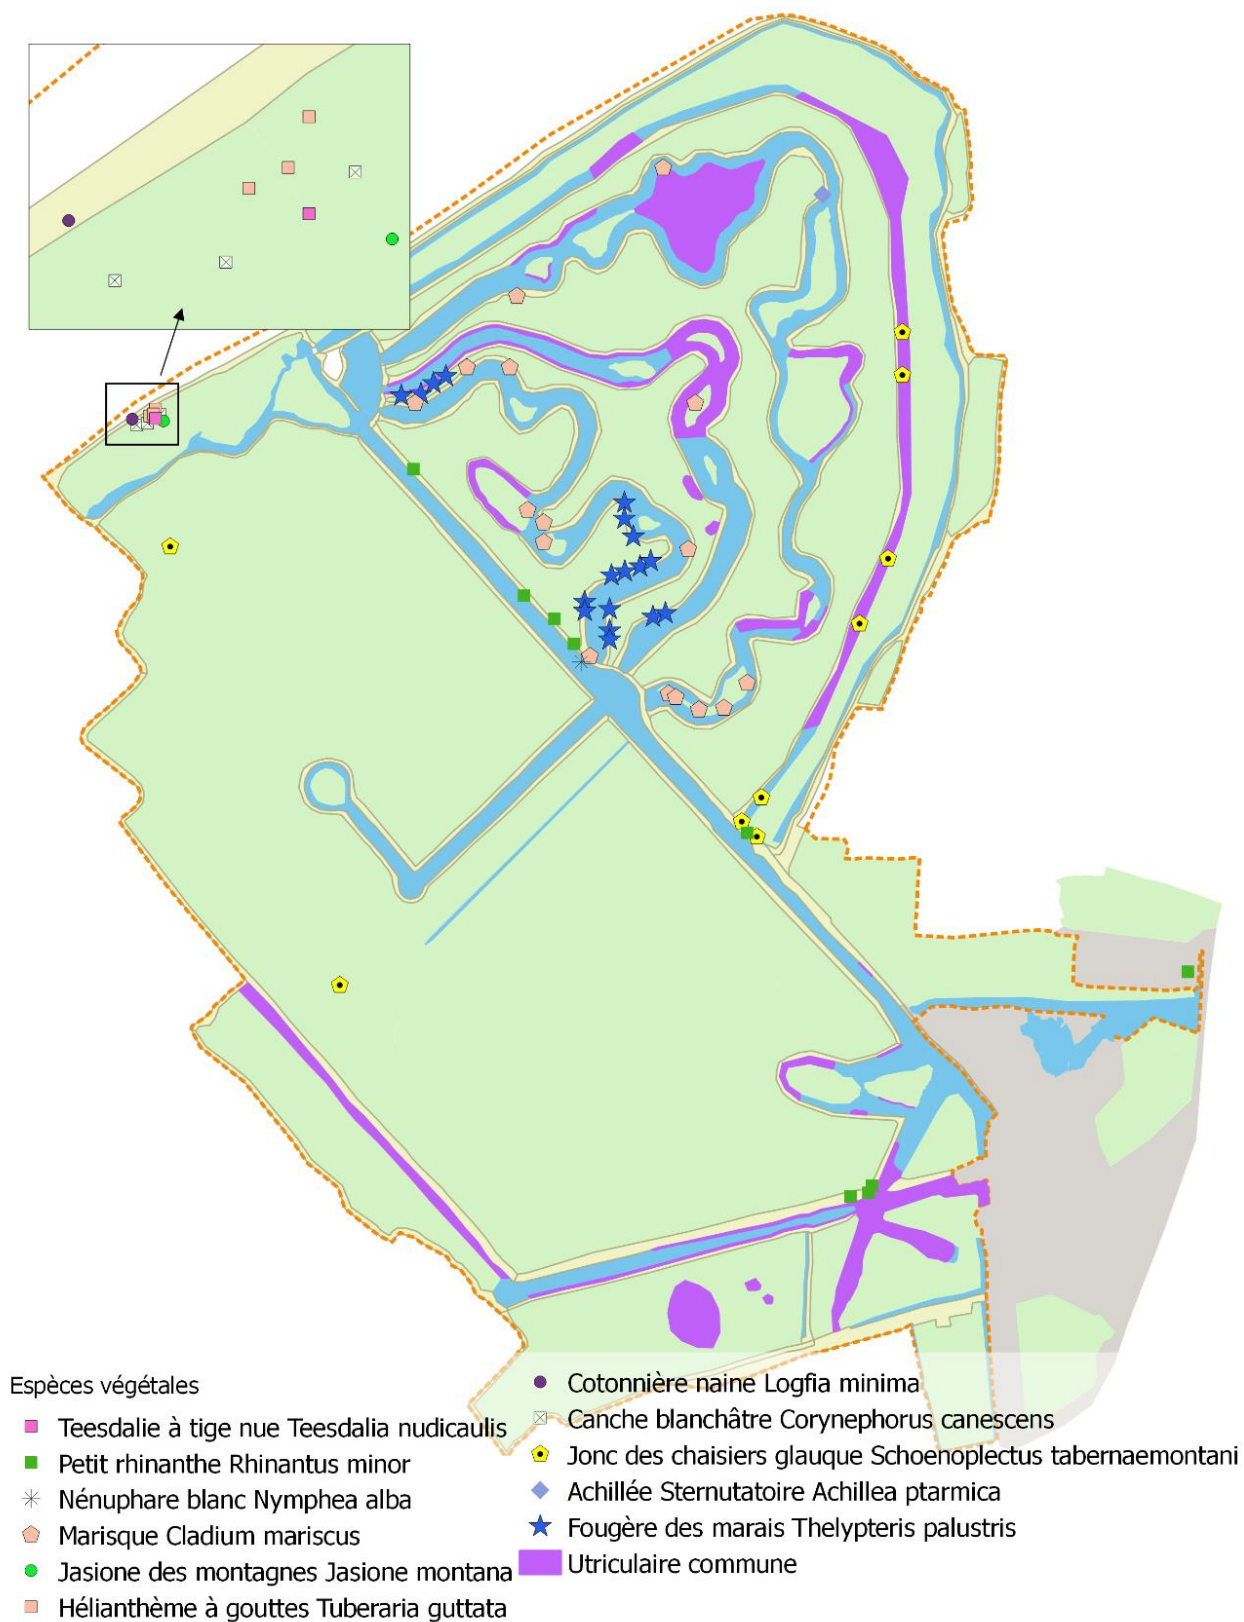 Espèces végétales
Teesdalie à tige nue Teesdalia nudicaulis
Petit rhinanthe Rhinantus minor
Nénuphare blanc Nymphea alba
Marisque Cladium mariscus
Jasione des montagnes Jasione montana
Hélianthème à gouttes Tuberaria guttata
Cotonnière naine Logfia minima
Canche blanchâtre Corynephorus canescens
Jonc des chaisiers glauque Schoenoplectus tabernaemontani
Achillée Sternutatoire Achillea ptarmica
Fougère des marais Thelypteris palustris
Utriculaire commune